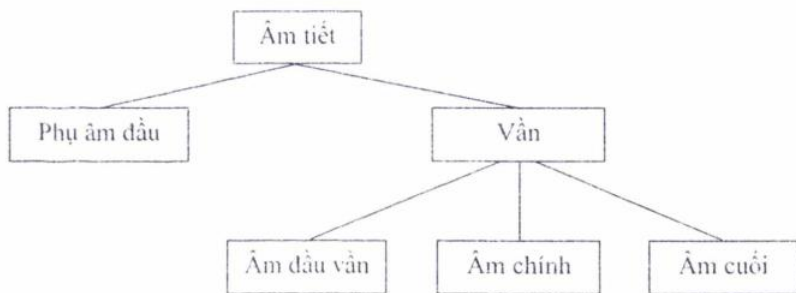 Âm tiết
Phụ âm đầu
Vần
Âm đầu vần
Âm chính
Âm cuối